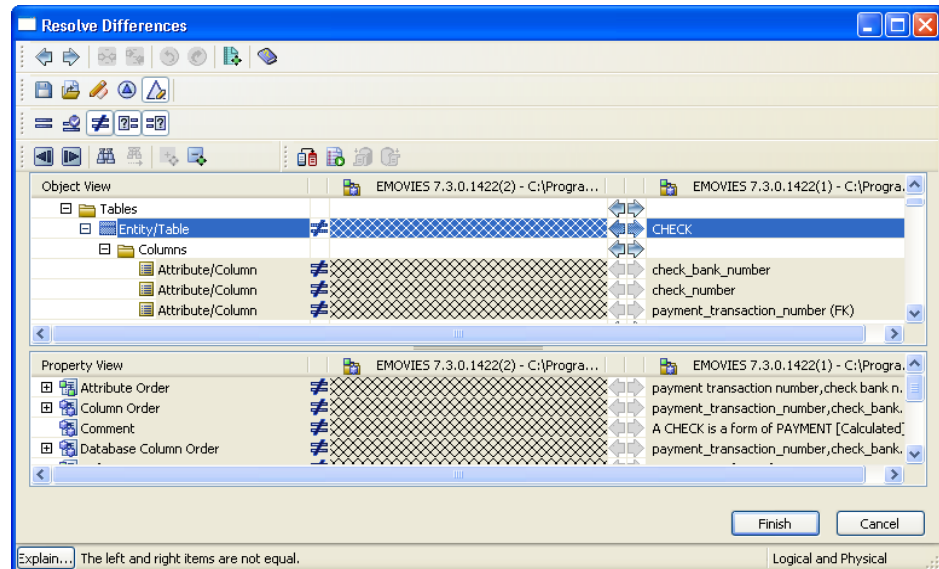 Resolve Differences
Object View EMOVIES 7.3.0.1422(2) - C:\Progra... EMOVIES 7.3.0.1422(1) - C:\Progra.
Tables
Entity/Table CHECK
Columns
Attribute/Column check_bank_number
Attribute/Column check_number
Attribute/Column payment_transaction_number (FK)
Property View EMOVIES 7.3.0.1422(2) - C:\Progra... EMOVIES 7.3.0.1422(1) - C:\Progra.
Attribute Order payment transaction number,check bank n.
Column Order payment_transaction_number,check_bank.
Comment A CHECK is a form of PAYMENT [Calculated]
Database Column Order payment_transaction_number,check_bank.
Finish Cancel
Explain... The left and right items are not equal. Logical and Physical